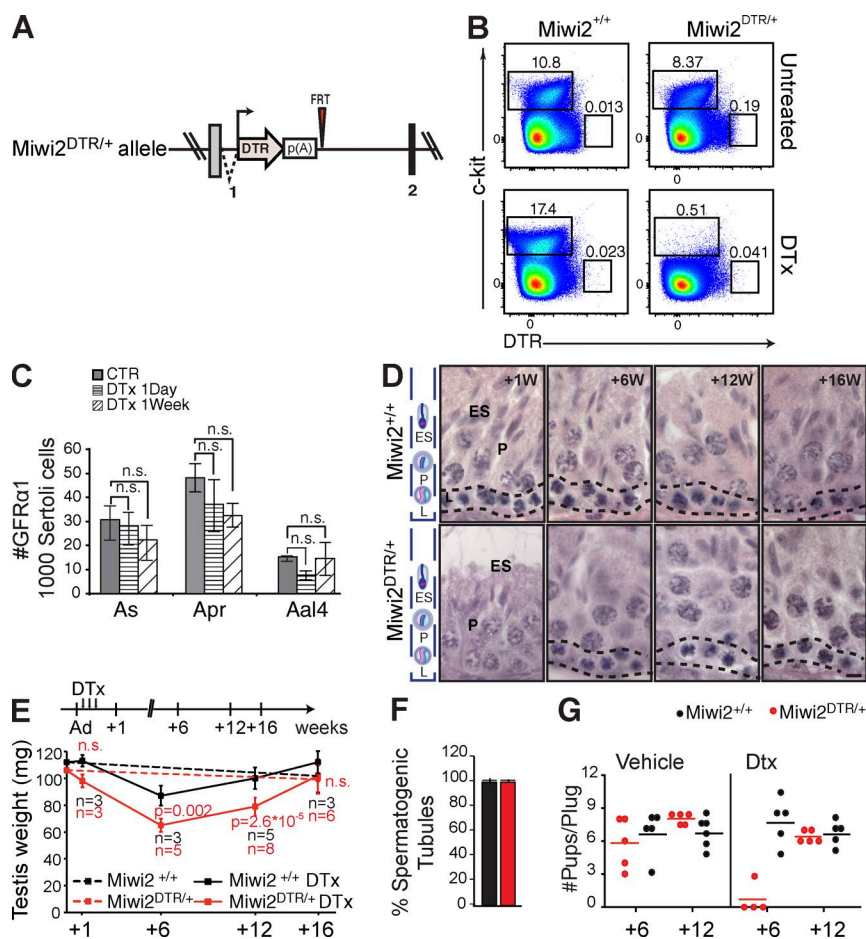 A
FRT
Miwi2DTR/+ allele
DTR
p(A)
1
2
B
Miwi2+/+
Miwi2DTR/+
10.8
0.013
8.37
0.19
Untreated
17.4
0.023
0.51
0.041
DTx
c-kit
0
0
0
0
DTR
C
CTR
DTx 1Day
DTx 1Week
#GFRα1
1000 Sertoli cells
60
50
40
30
20
10
0
n.s.
n.s.
n.s.
n.s.
n.s.
n.s.
As
Apr
Aal4
D
+1W
+6W
+12W
+16W
Miwi2+/+
ES
P
L
ES
P
L
Miwi2DTR/+
ES
P
L
ES
P
E
DTx
Ad
+1
+6
+12
+16
weeks
Testis weight (mg)
120
100
80
60
40
20
0
n.s.
n=3
n=3
p=0.002
n=3
n=5
p=2.6*10-5
n=5
n=8
n.s.
n=3
n=6
Miwi2 +/+
Miwi2 +/+ DTx
Miwi2DTR/+
Miwi2DTR/+ DTx
+1
+6
+12
+16
F
% Spermatogenic
Tubules
120
100
80
60
40
20
0
G
Miwi2+/+
Miwi2DTR/+
Vehicle
Dtx
#Pups/Plug
12
9
6
3
0
+6
+12
+6
+12